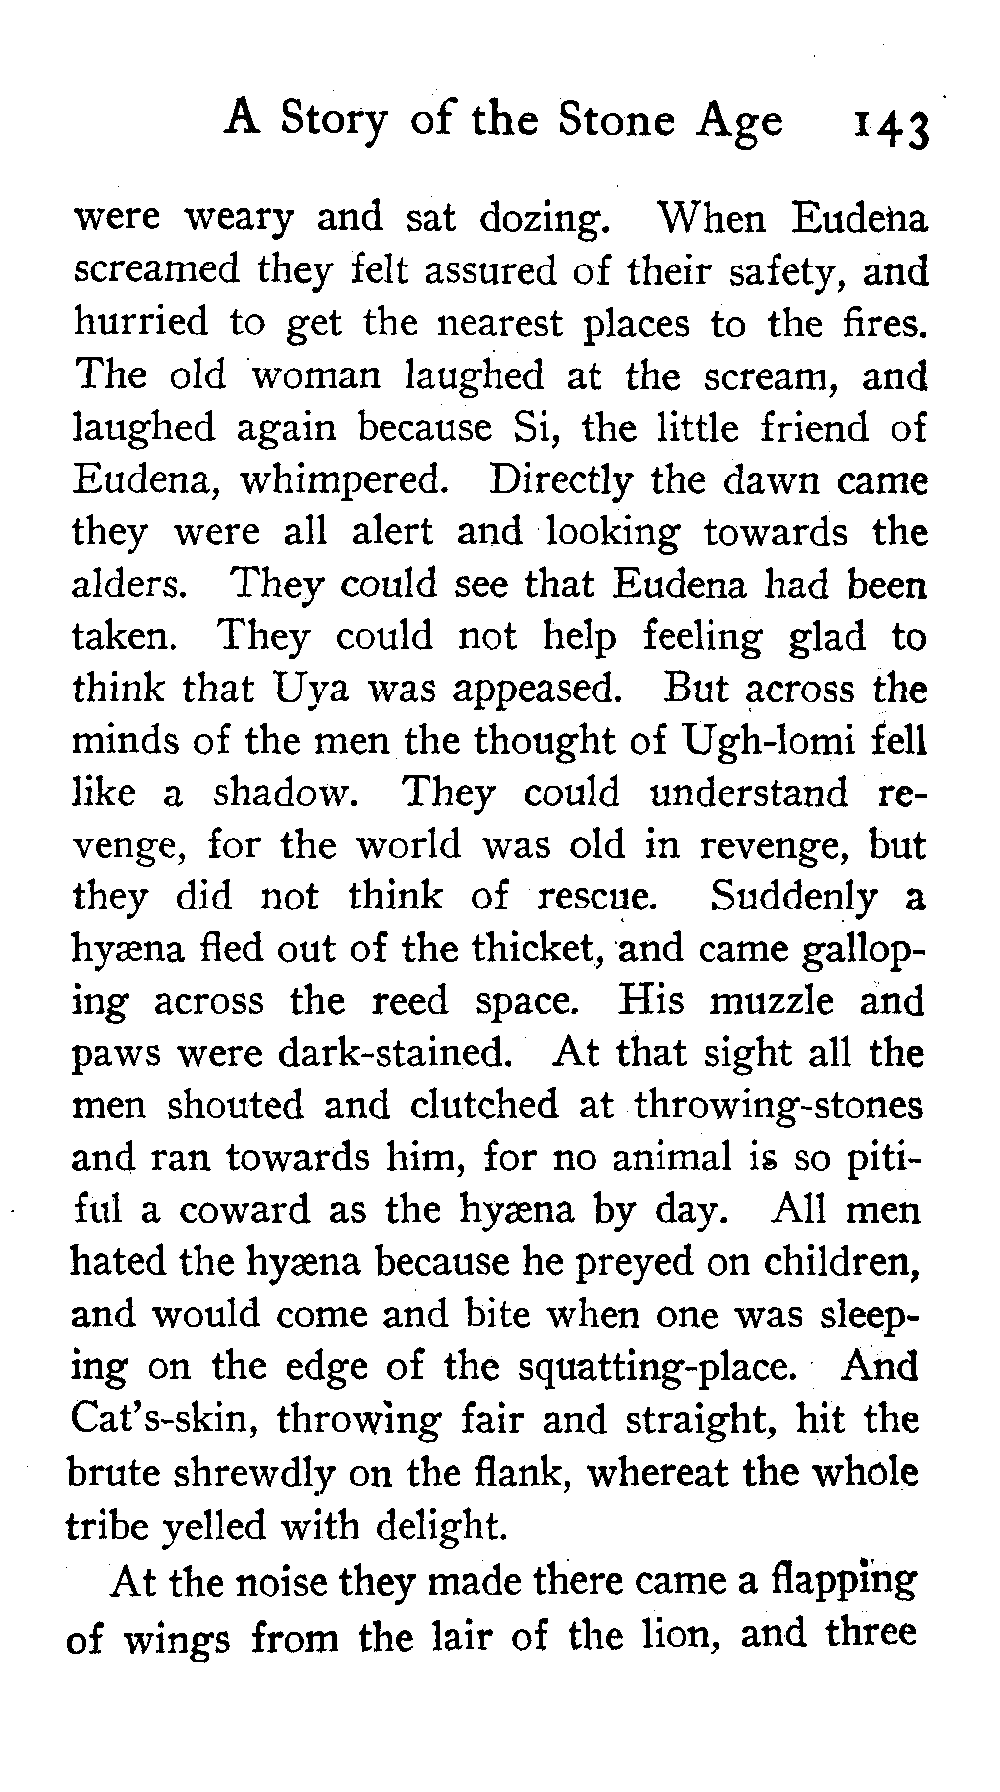 A Story of the Stone Age 143
were weary and sat dozing. When Eudena
screamed they felt assured of their safety, and
hurried to get the nearest places to the fires.
The old woman laughed at the scream, and
laughed again because Si, the little friend of
Eudena, whimpered. Directly the dawn came
they were all alert and looking towards the
alders. They could see that Eudena had been
taken. They could not help feeling glad to
think that Uya was appeased. But across the
minds of the men the thought of Ugh-lomi fell
like a shadow. They could understand re-
venge, for the world was old in revenge, but
they did not think of rescue. Suddenly a
hyæna fled out of the thicket, and came gallop-
ing across the reed space. His muzzle and
paws were dark-stained. At that sight all the
men shouted and clutched at throwing-stones
and ran towards him, for no animal is so piti-
ful a coward as the hyæna by day. All men
hated the hyæna because he preyed on children,
and would come and bite when one was sleep-
ing on the edge of the squatting-place. And
Cat's-skin, throwing fair and straight, hit the
brute shrewdly on the flank, whereat the whole
tribe yelled with delight.
At the noise they made there came a flapping
of wings from the lair of the lion, and three